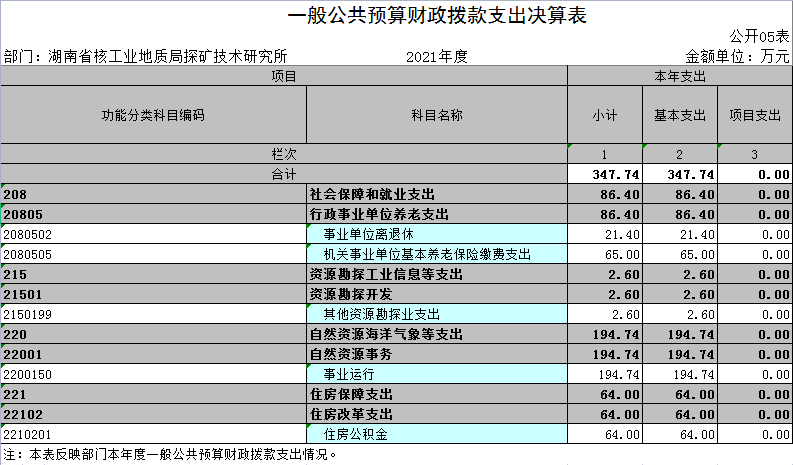 一般公共预算财政拨款支出决算表
公开05表
部门：湖南省核工业地质局探矿技术研究所 2021年度 金额单位：万元
项目 本年支出
功能分类科目编码 科目名称 小计 基本支出 项目支出
栏次 1 2 3
合计 347.74 347.74 0.00
208 社会保障和就业支出 86.40 86.40 0.00
20805 行政事业单位养老支出 86.40 86.40 0.00
2080502 事业单位离退休 21.40 21.40 0.00
2080505 机关事业单位基本养老保险缴费支出 65.00 65.00 0.00
215 资源勘探工业信息等支出 2.60 2.60 0.00
21501 资源勘探开发 2.60 2.60 0.00
2150199 其他资源勘探业支出 2.60 2.60 0.00
220 自然资源海洋气象等支出 194.74 194.74 0.00
22001 自然资源事务 194.74 194.74 0.00
2200150 事业运行 194.74 194.74 0.00
221 住房保障支出 64.00 64.00 0.00
22102 住房改革支出 64.00 64.00 0.00
2210201 住房公积金 64.00 64.00 0.00
注：本表反映部门本年度一般公共预算财政拨款支出情况。